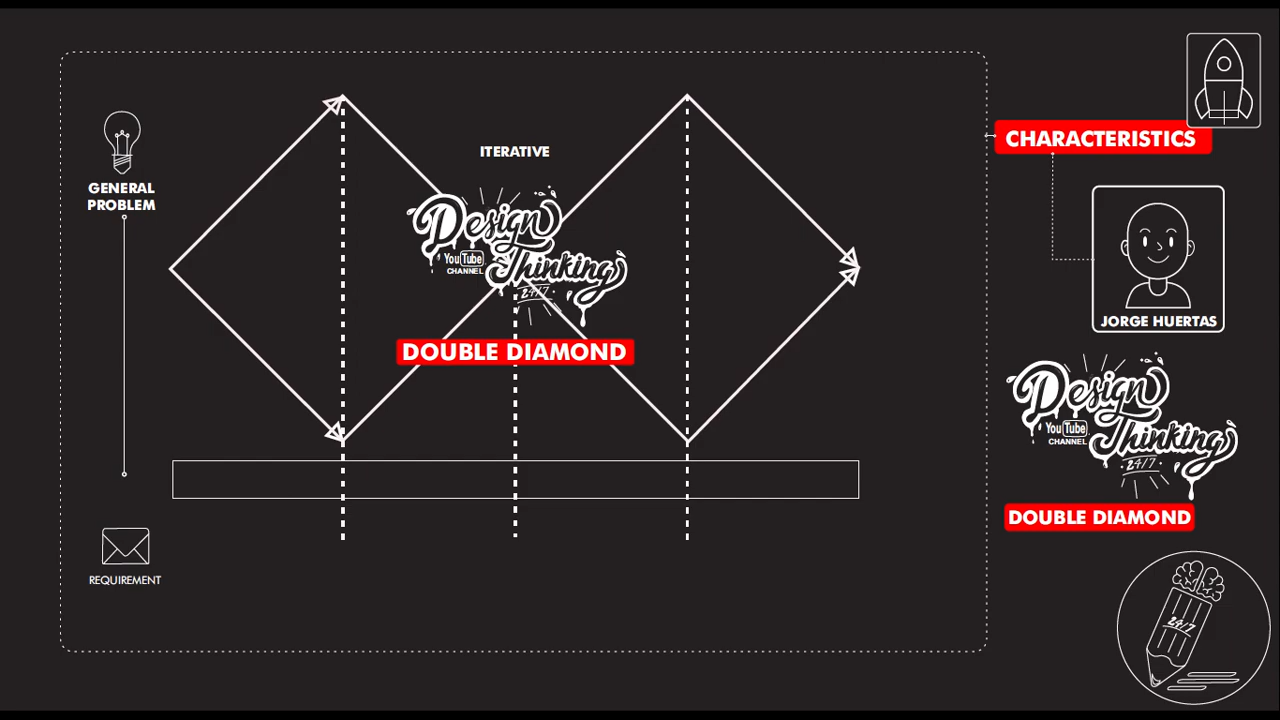 GENERAL
PROBLEM
ITERATIVE
Design
YouTube
CHANNEL
Thinking
24/7
DOUBLE DIAMOND
REQUIREMENT
CHARACTERISTICS
JORGE HUERTAS
Design
YouTube
CHANNEL
Thinking
24/7
DOUBLE DIAMOND
24/7